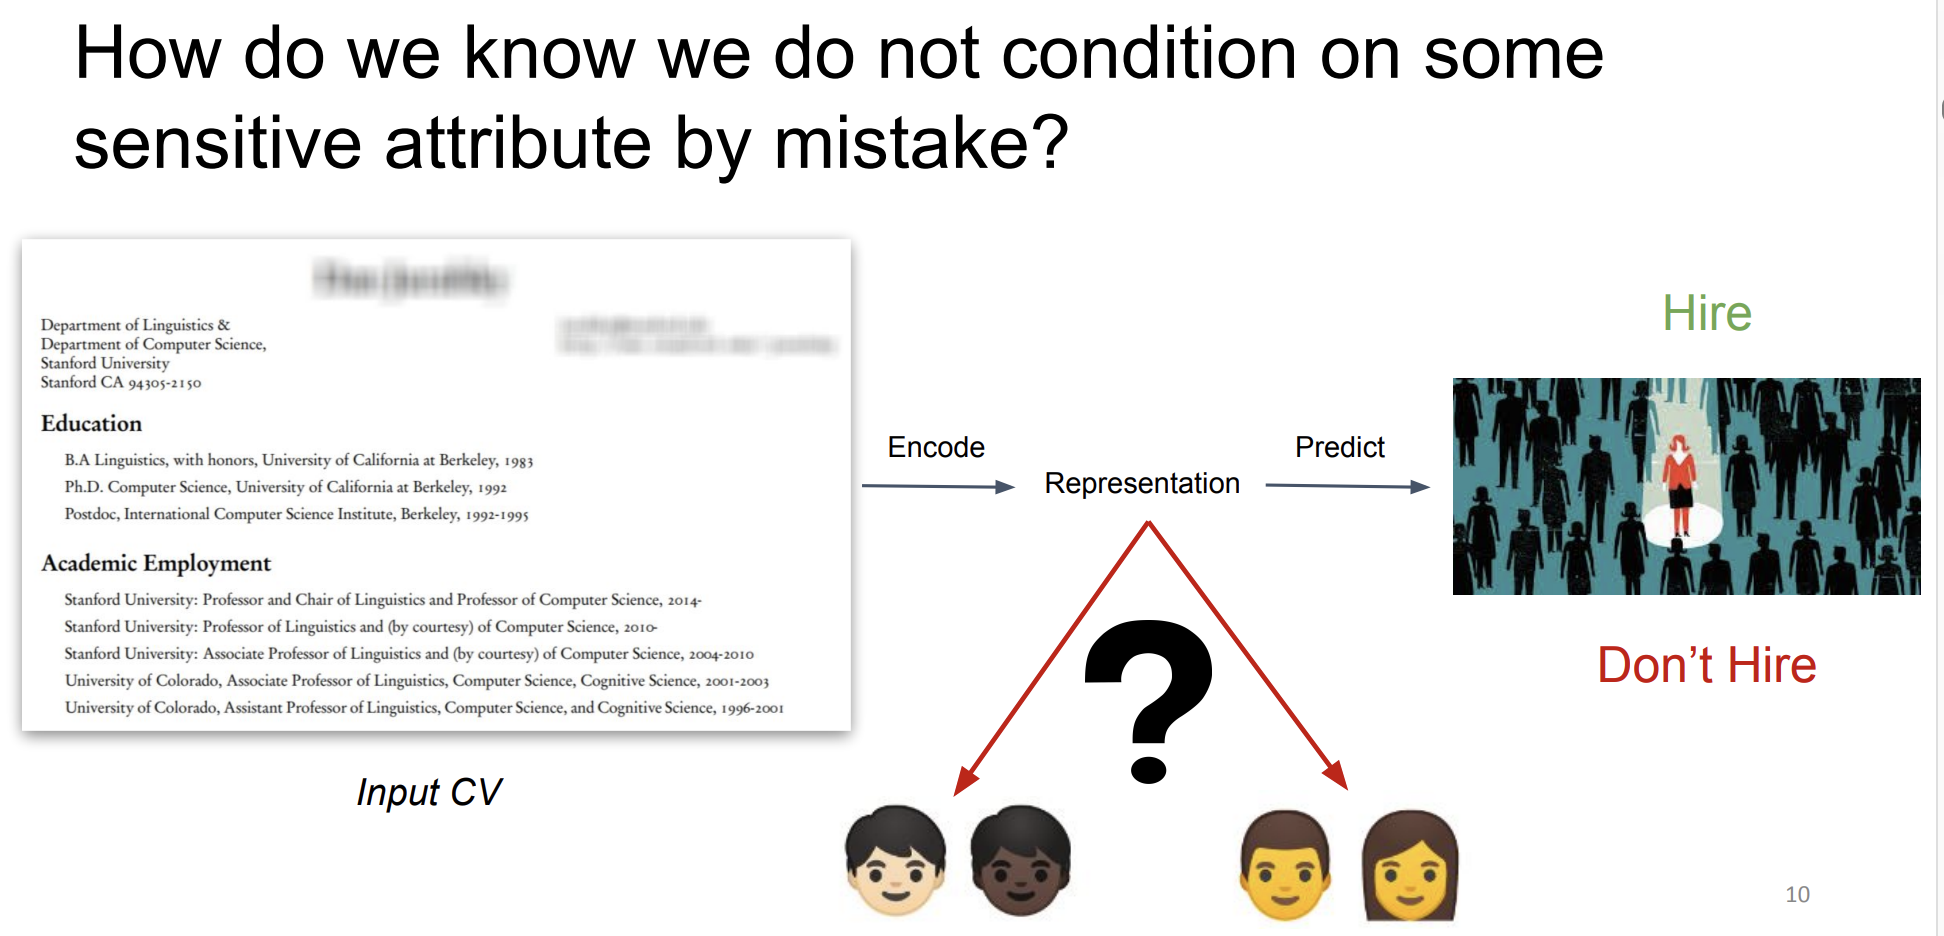 How do we know we do not condition on some
sensitive attribute by mistake?
Department of Linguistics &
Department of Computer Science,
Stanford University
Stanford CA 94305-2150
Education
B.A Linguistics, with honors, University of California at Berkeley, 1983
Ph.D. Computer Science, University of California at Berkeley, 1992
Postdoc, International Computer Science Institute, Berkeley, 1992-1995
Academic Employment
Stanford University: Professor and Chair of Linguistics and Professor of Computer Science, 2014-
Stanford University: Professor of Linguistics and (by courtesy) of Computer Science, 2010-
Stanford University: Associate Professor of Linguistics and (by courtesy) of Computer Science, 2004-2010
University of Colorado, Associate Professor of Linguistics, Computer Science, Cognitive Science, 2001-2003
University of Colorado, Assistant Professor of Linguistics, Computer Science, and Cognitive Science, 1996-2001
Input CV
Encode
Representation
Predict
?
Hire
Don't Hire
10